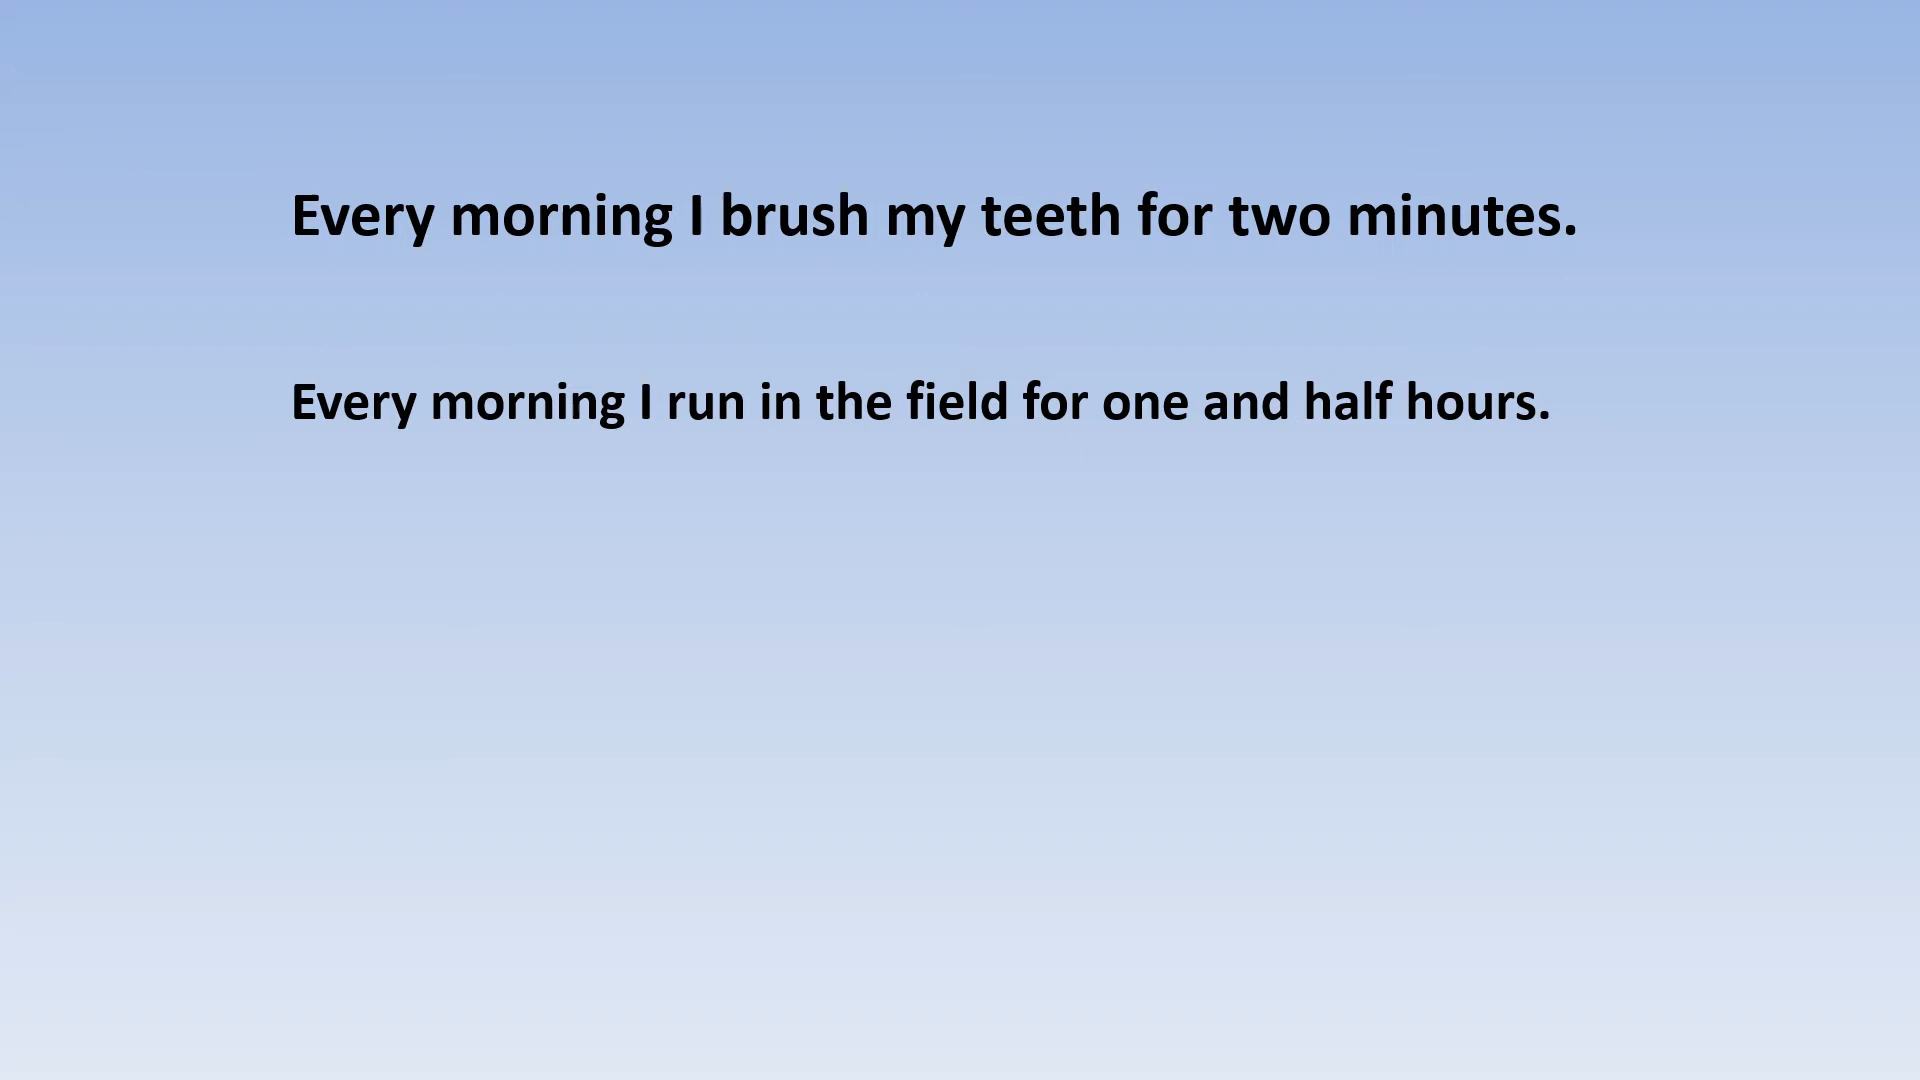 Every morning I brush my teeth for two minutes.
Every morning I run in the field for one and half hours.